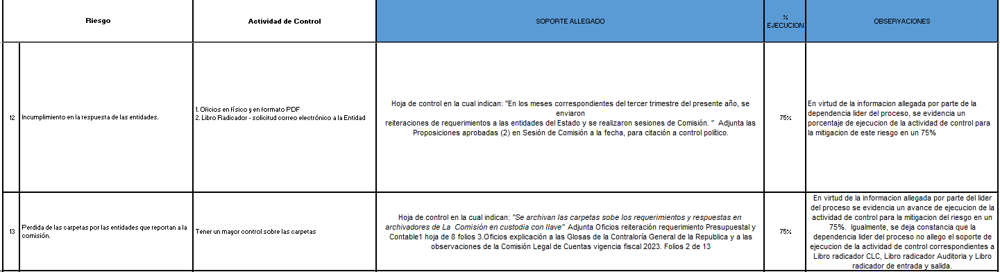 Riesgo
Actividad de Control
SOPORTE ALLEGADO
%
EJECUCION
OBSERVACIONES
12
Incumplimiento en la respuesta de las entidades.
1. Oficios en físico y en formato PDF
2. Libro Radicador - solicitud correo electrónico a la Entidad
Hoja de control en la cual indican: "En los meses correspondientes del tercer trimestre del presente año, se
enviaron
reiteraciones de requerimientos a las entidades del Estado y se realizaron sesiones de Comisión. " Adjunta las
Proposiciones aprobadas (2) en Sesión de Comisión a la fecha, para citación a control político.
75%
En virtud de la informacion allegada por parte de la
dependencia lider del proceso, se evidencia un
porcentaje de ejecucion de la actividad de control para
la mitigacion de este riesgo en un 75%
13
Perdida de las carpetas por las entidades que reportan a la
comisión.
Tener un mayor control sobre las carpetas
Hoja de control en la cual indican: "Se archivan las carpetas sobe los requerimientos y respuestas en
archivadores de La Comisión en custodia con llave" Adjunta Oficios reiteración requerimiento Presupuestal y
Contable1 hoja de 8 folios 3.Oficios explicación a las Glosas de la Contraloría General de la Republica y a las
observaciones de la Comisión Legal de Cuentas vigencia fiscal 2023. Folios 2 de 13
75%
En virtud de la informacion allegada por parte del lider
del proceso se evidencia un avance de ejecucion de la
actividad de control para la mitigacion del riesgo en un
75%. Igualmente, se deja constancia que la
dependencia lider del proceso no allego el soporte de
ejecucion de la actividad de control correspondientes a
Libro radicador CLC, Libro radicador Auditoria y Libro
radicador de entrada y salida.